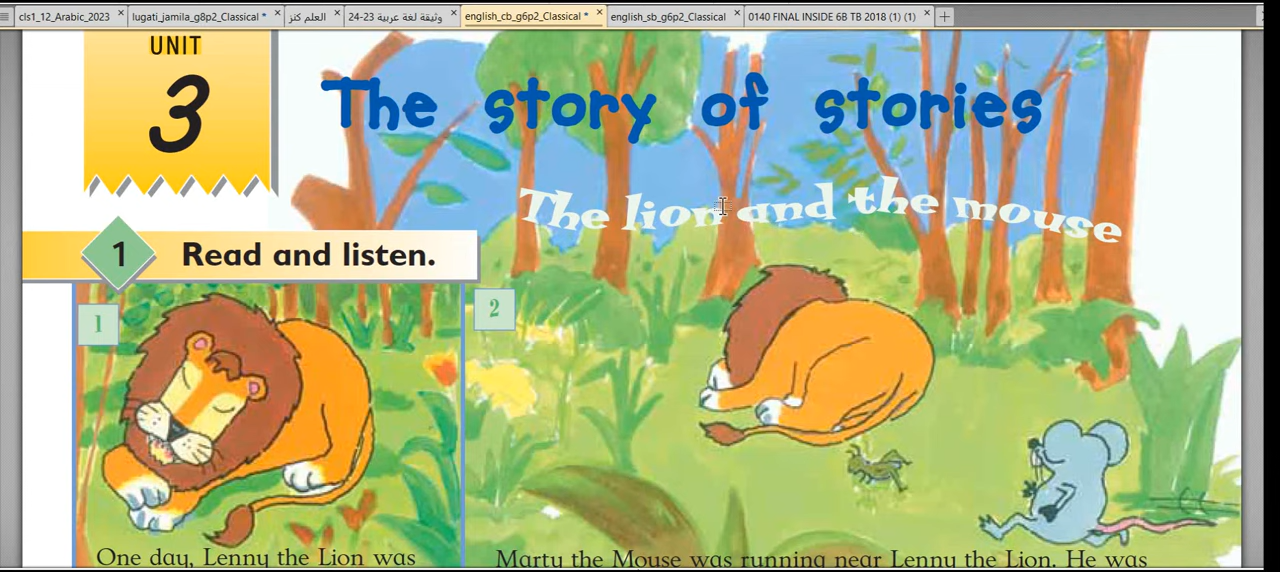 cls1_12_Arabic_2023
lugati_jamila_g8p2_Classical *
العلم كنز
وثيقة لغة عربية 24-23
english_cb_g6p2_Classical *
english_sb_g6p2_Classical
0140 FINAL INSIDE 6B TB 2018 (1) (1)
UNIT
3
The story of stories
The lion and the mouse
1 Read and listen.
1
2
One day, Lenny the Lion was
Marty the Mouse was running near Lenny the Lion. He was